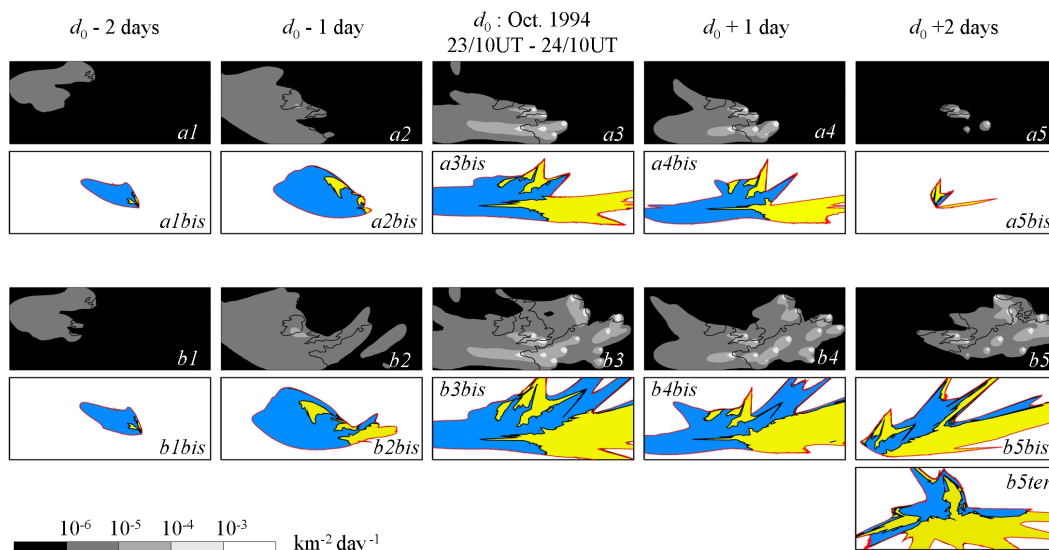 d₀ - 2 days
d₀ - 1 day
d₀ : Oct. 1994
23/10UT - 24/10UT
d₀ + 1 day
d₀ +2 days
a1
a2
a3
a4
a5
a1bis
a2bis
a3bis
a4bis
a5bis
b1
b2
b3
b4
b5
b1bis
b2bis
b3bis
b4bis
b5bis
b5ter
10⁻⁶ 10⁻⁵ 10⁻⁴ 10⁻³
km⁻² day⁻¹